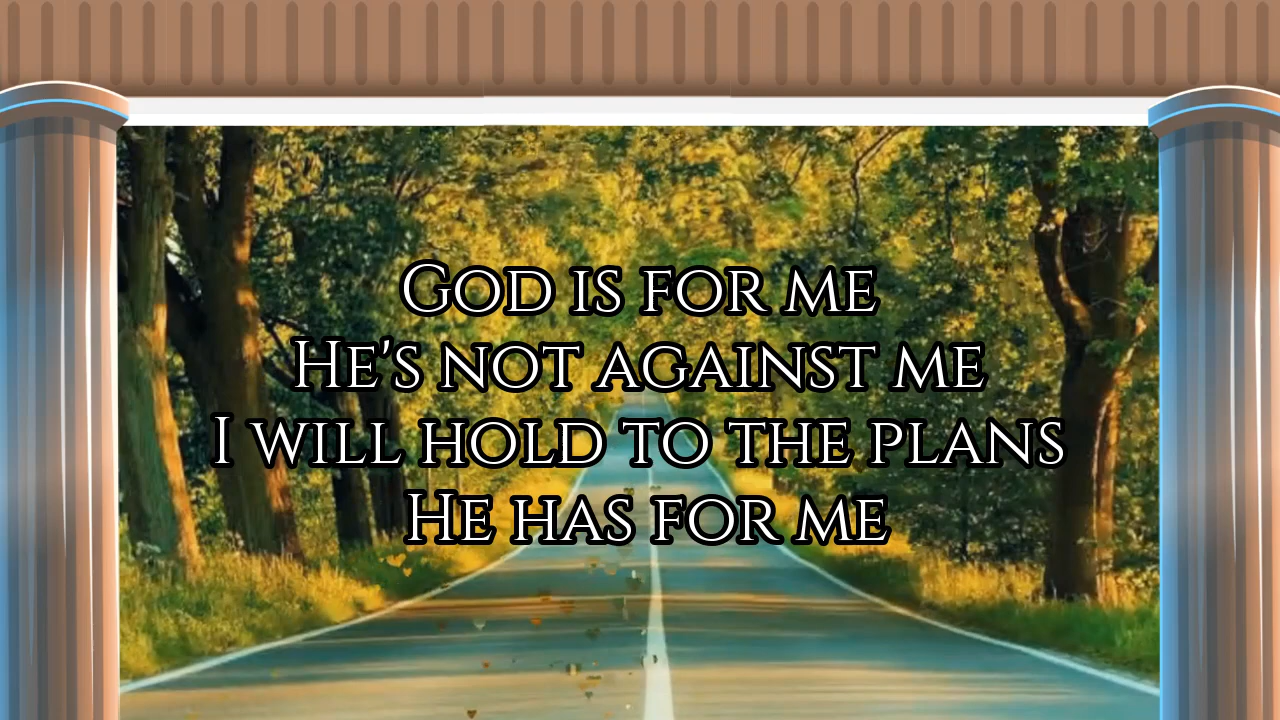 God is for me
He's not against me
I will hold to the plans
He has for me